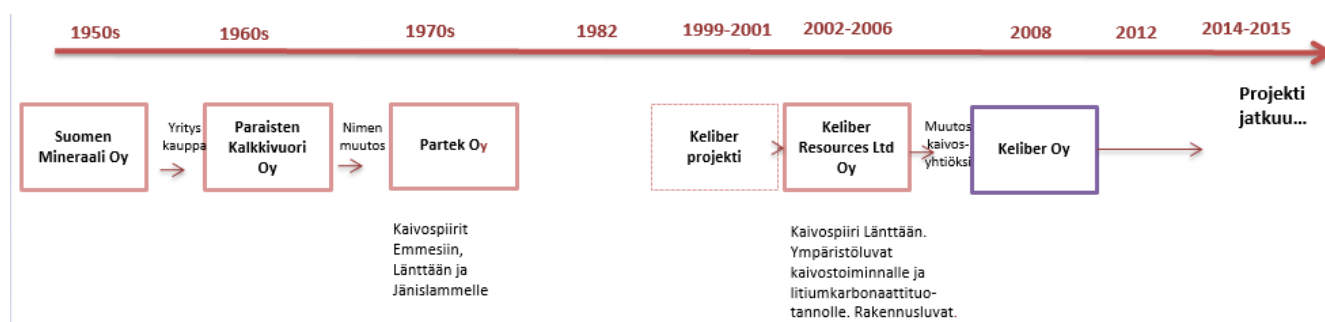 1950s
1960s
1970s
1982
1999-2001
2002-2006
2008
2012
2014-2015
Suomen
Mineraali Oy
Yritys
kauppa
Paraisten
Kalkkivuori
Oy
Nimen
muutos
Partek Oy
Keliber
projekti
Keliber
Resources Ltd
Oy
Muutos
kaivos-
yhtiöksi
Keliber Oy
Projekti
jatkuu...
Kaivospiirit
Emmesiin,
Länttään ja
Jänislammelle
Kaivospiiri Länttään.
Ympäristöluvat
kaivostoiminnalle ja
litiumkarbonaattituo-
tannolle. Rakennusluvat.